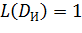 L(D_И) = 1